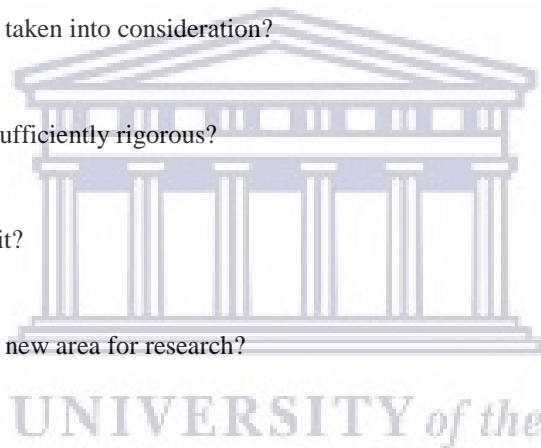 taken into consideration?
ufficiently rigorous?
it?
new area for research?
UNIVERSITY of the